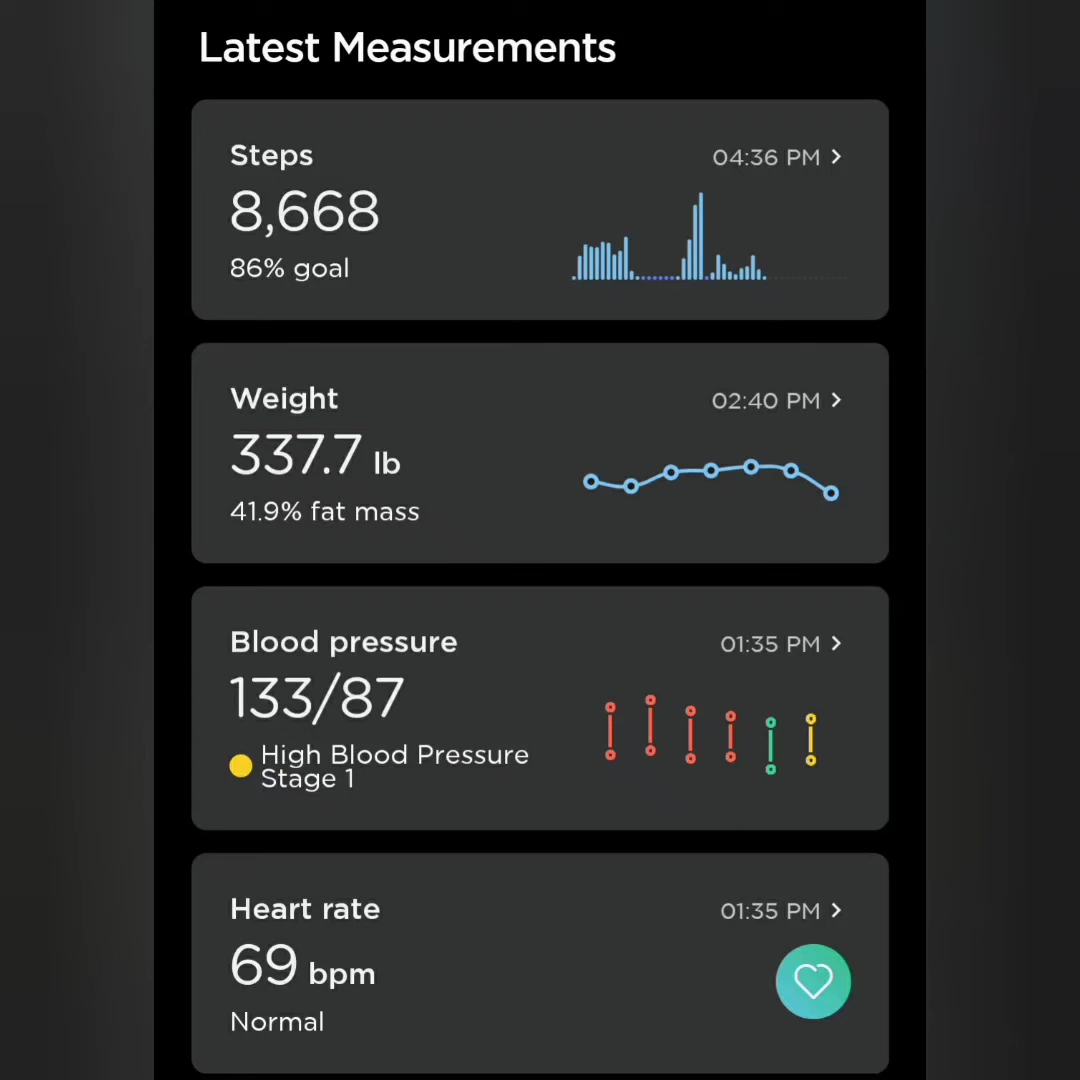 Latest Measurements
Steps
04:36 PM
8,668
86% goal
Weight
02:40 PM
337.7 lb
41.9% fat mass
Blood pressure
01:35 PM
133/87
High Blood Pressure
Stage 1
Heart rate
01:35 PM
69 bpm
Normal